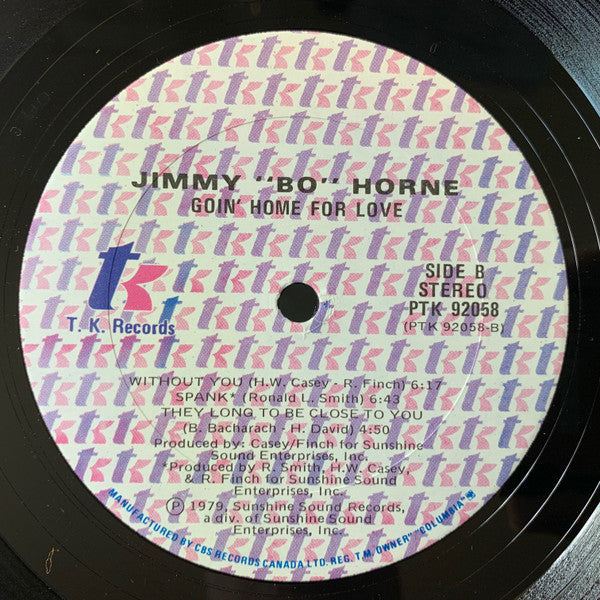 JIMMY "BO" HORNE
GOIN' HOME FOR LOVE
tk
T. K. Records
SIDE B
STEREO
PTK 92058
(PTK 92058-B)
WITHOUT YOU (H.W. Casey - R. Finch) 6:17
SPANK* (Ronald L. Smith) 6:43
THEY LONG TO BE CLOSE TO YOU
(B. Bacharach - H. David) 4:50
Produced by: Casey/Finch for Sunshine
Sound Enterprises, Inc.
*Produced by R. Smith, H.W. Casey,
& R. Finch for Sunshine Sound
Enterprises, Inc.
Ⓟ 1979, Sunshine Sound Records,
a div. of Sunshine Sound
Enterprises, Inc.
MANUFACTURED BY CBS RECORDS CANADA LTD. REG. T.M. OWNER "COLUMBIA"